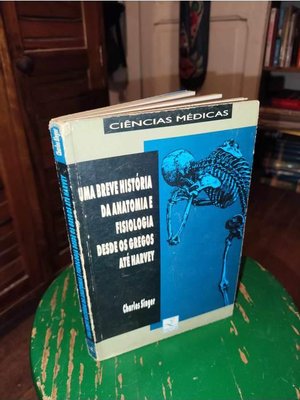 CIÊNCIAS MÉDICAS
UMA BREVE HISTÓRIA
DA ANATOMIA E
FISIOLOGIA
DESDE OS GREGOS
ATÉ HARVEY
Charles Singer